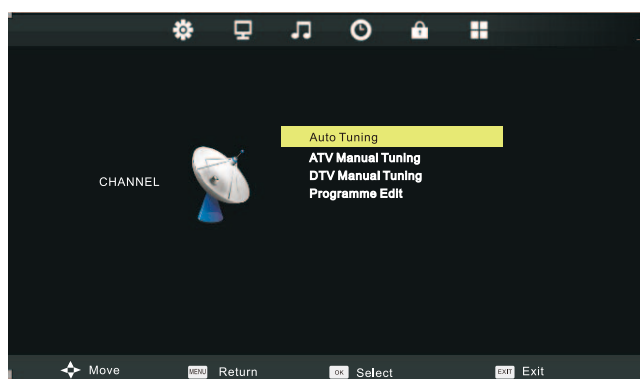 Auto Tuning
ATV Manual Tuning
DTV Manual Tuning
Programme Edit
CHANNEL
Move
MENU Return
OK Select
EXIT Exit